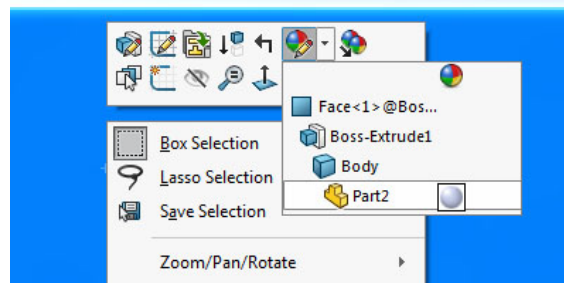 Face<1>@Bos...
Boss-Extrude1
Body
Part2
Box Selection
Lasso Selection
Save Selection
Zoom/Pan/Rotate